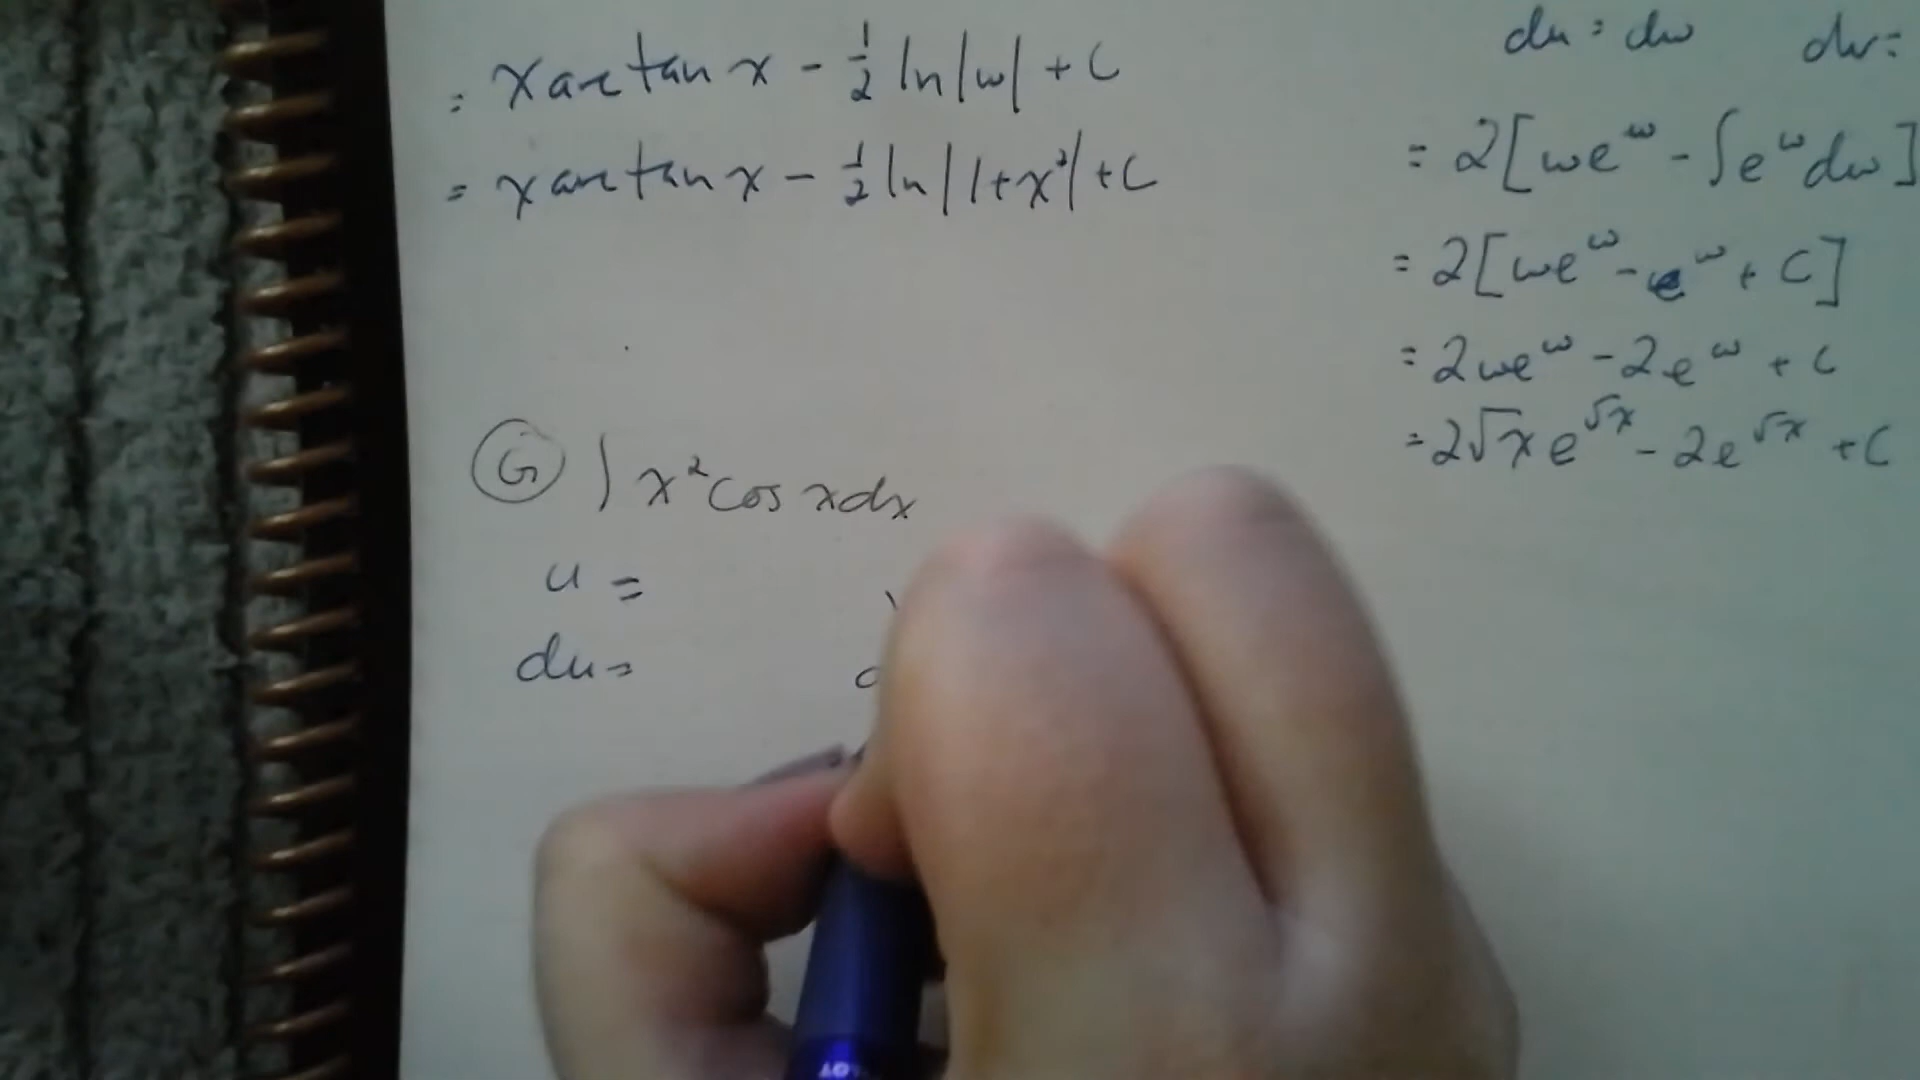 = x arctan x - 1/2 ln|w| + C
= x arctan x - 1/2 ln|1+x²| + C
G ∫ x² cos x dx
u =
du =
du = dw dv =
= 2[we^w - ∫e^w dw]
= 2[we^w - e^w + C]
= 2we^w - 2e^w + C
= 2√x e^√x - 2e^√x + C